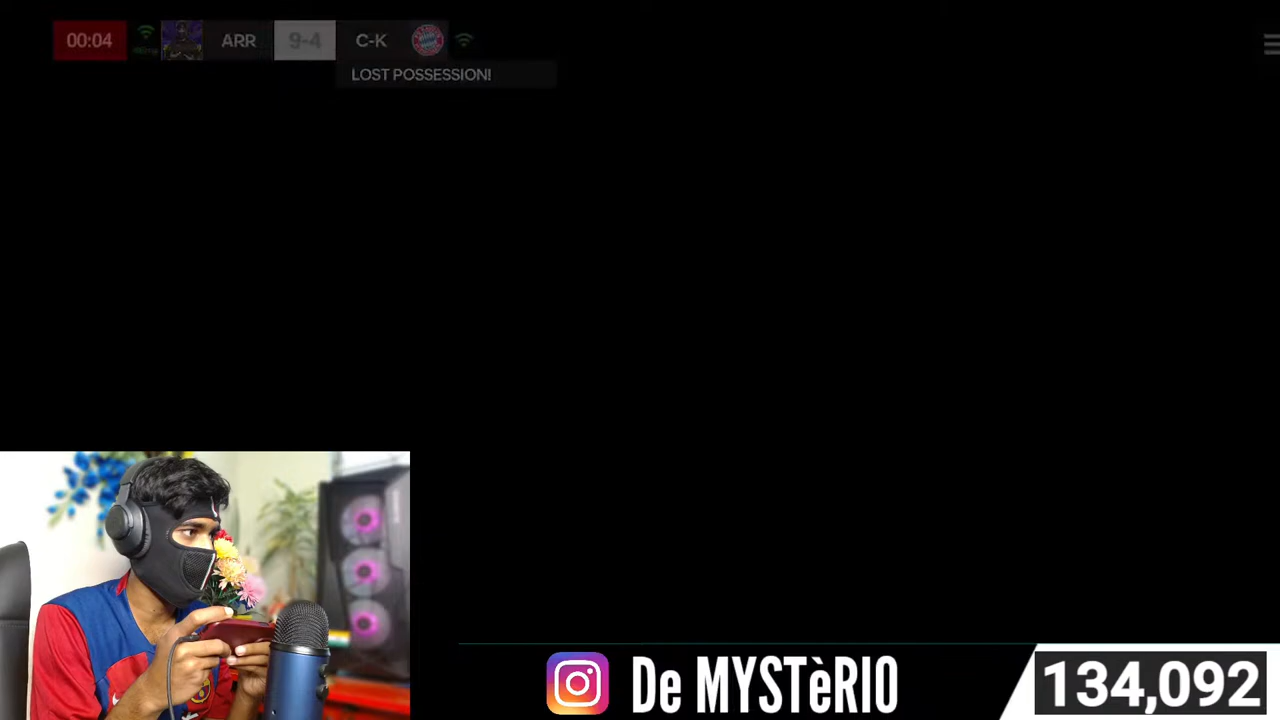 00:04 ARR 9-4 C-K
LOST POSSESSION!
De MYSTèRIO
134,092